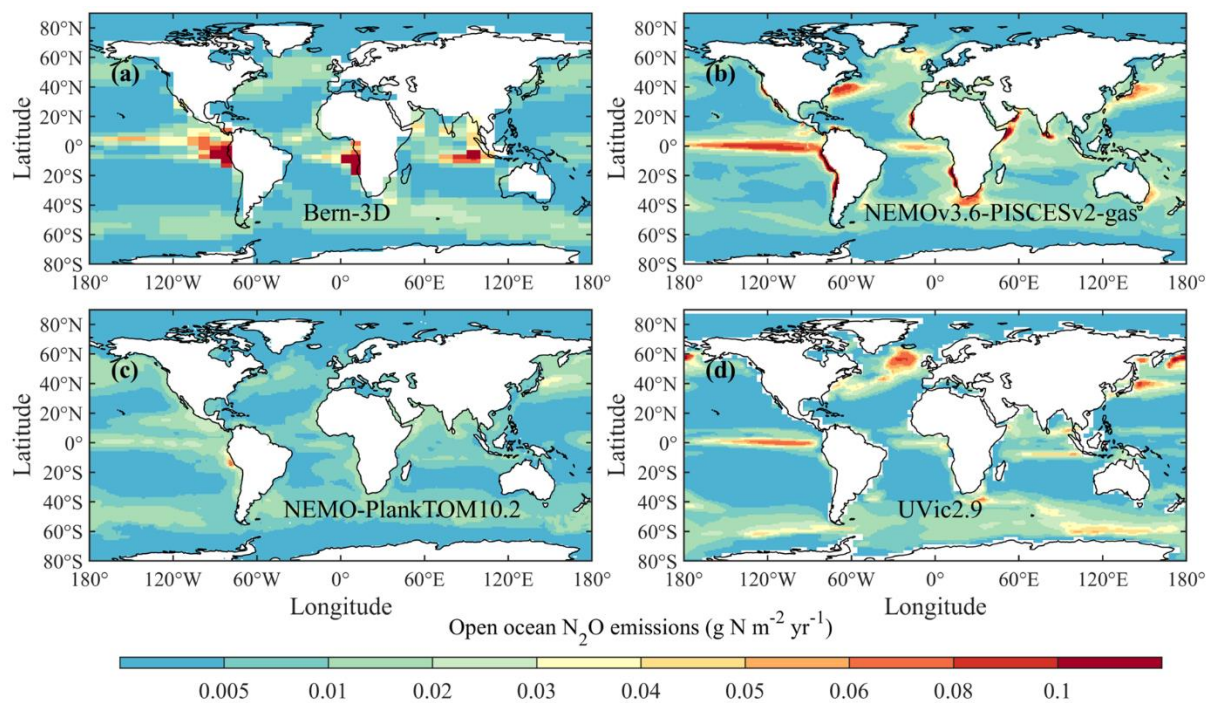 80°N
60°N
40°N
20°N
0°
20°S
40°S
60°S
80°S
Latitude
(a)
Bern-3D
180° 120°W 60°W 0° 60°E 120°E 180°
80°N
60°N
40°N
20°N
0°
20°S
40°S
60°S
80°S
Latitude
(b)
NEMOv3.6-PISCESv2-gas
180° 120°W 60°W 0° 60°E 120°E 180°
80°N
60°N
40°N
20°N
0°
20°S
40°S
60°S
80°S
Latitude
(c)
NEMO-PlankTOM10.2
180° 120°W 60°W 0° 60°E 120°E 180°
Longitude
80°N
60°N
40°N
20°N
0°
20°S
40°S
60°S
80°S
Latitude
(d)
UVic2.9
180° 120°W 60°W 0° 60°E 120°E 180°
Longitude
Open ocean N₂O emissions (g N m⁻² yr⁻¹)
0.005 0.01 0.02 0.03 0.04 0.05 0.06 0.08 0.1